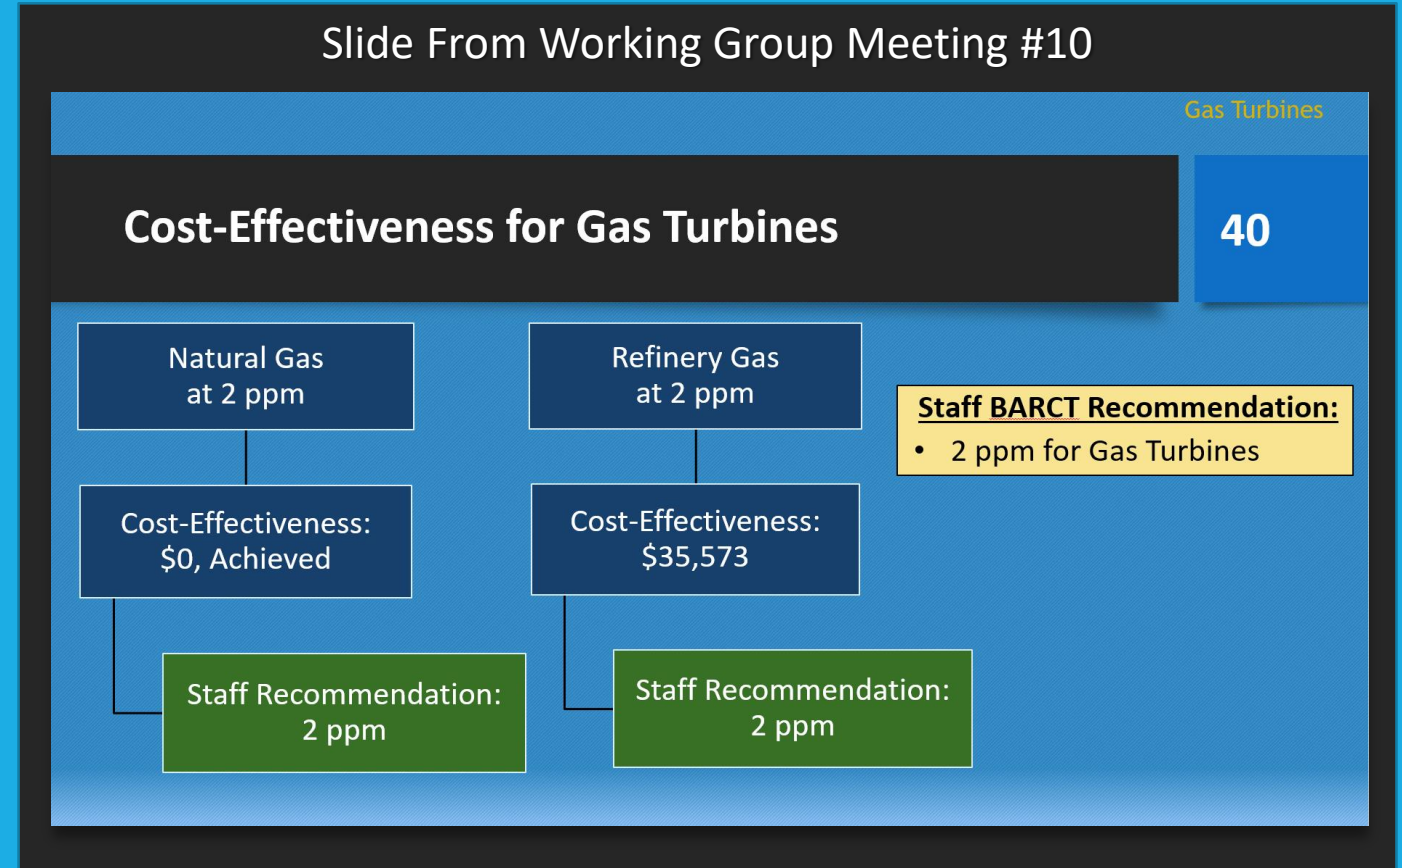 Slide From Working Group Meeting #10
Gas Turbines
Cost-Effectiveness for Gas Turbines
40
Natural Gas
at 2 ppm
Cost-Effectiveness:
$0, Achieved
Staff Recommendation:
2 ppm
Refinery Gas
at 2 ppm
Cost-Effectiveness:
$35,573
Staff Recommendation:
2 ppm
Staff BARCT Recommendation:
• 2 ppm for Gas Turbines